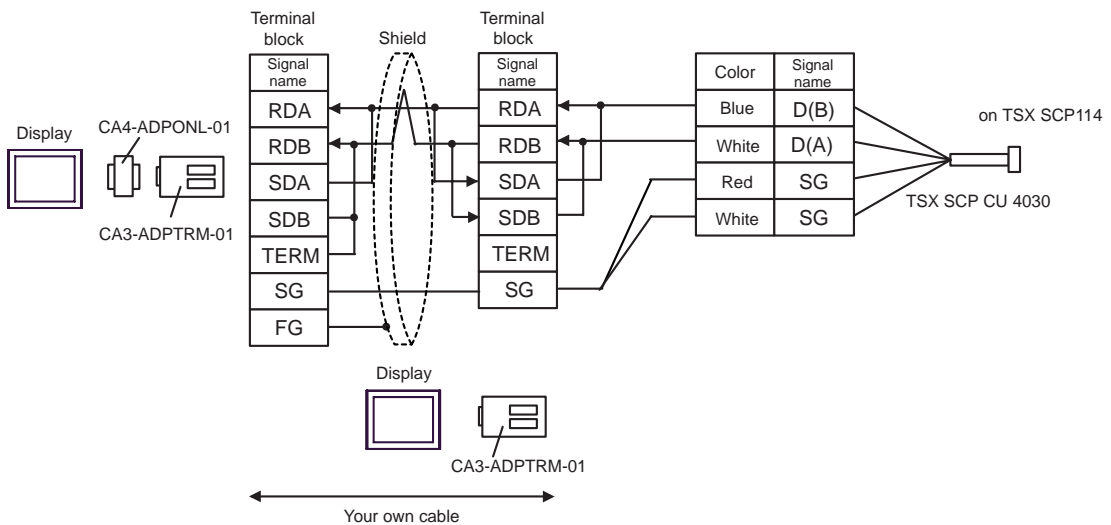 Terminal
block
Shield
Terminal
block
Signal
name
RDA
RDB
SDA
SDB
TERM
SG
FG
Signal
name
RDA
RDB
SDA
SDB
TERM
SG
Color
Signal
name
Blue
D(B)
White
D(A)
Red
SG
White
SG
on TSX SCP114
TSX SCP CU 4030
Display
CA4-ADPONL-01
CA3-ADPTRM-01
Display
CA3-ADPTRM-01
Your own cable